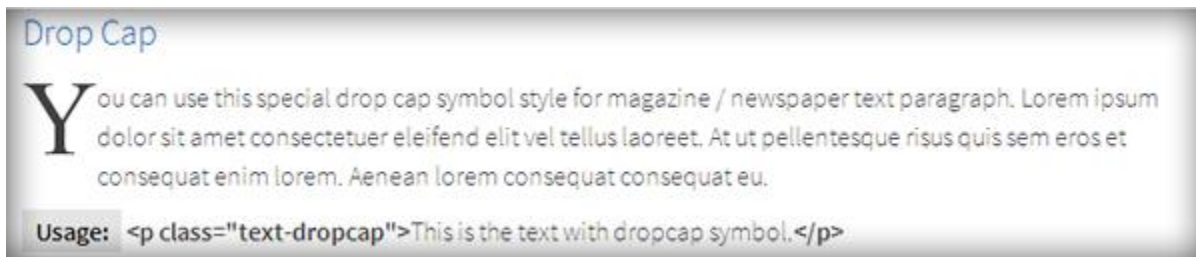 Drop Cap
You can use this special drop cap symbol style for magazine / newspaper text paragraph. Lorem ipsum
dolor sit amet consectetuer eleifend elit vel tellus laoreet. At ut pellentesque risus quis sem eros et
consequat enim lorem. Aenean lorem consequat consequat eu.
Usage: <p class="text-dropcap">This is the text with dropcap symbol.</p>